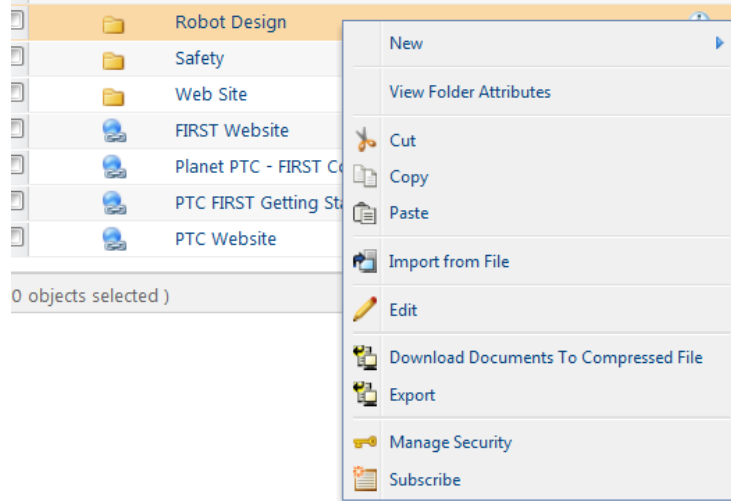 Robot Design
Safety
Web Site
FIRST Website
Planet PTC - FIRST
PTC FIRST Getting
PTC Website
0 objects selected )
New
View Folder Attributes
Cut
Copy
Paste
Import from File
Edit
Download Documents To Compressed File
Export
Manage Security
Subscribe